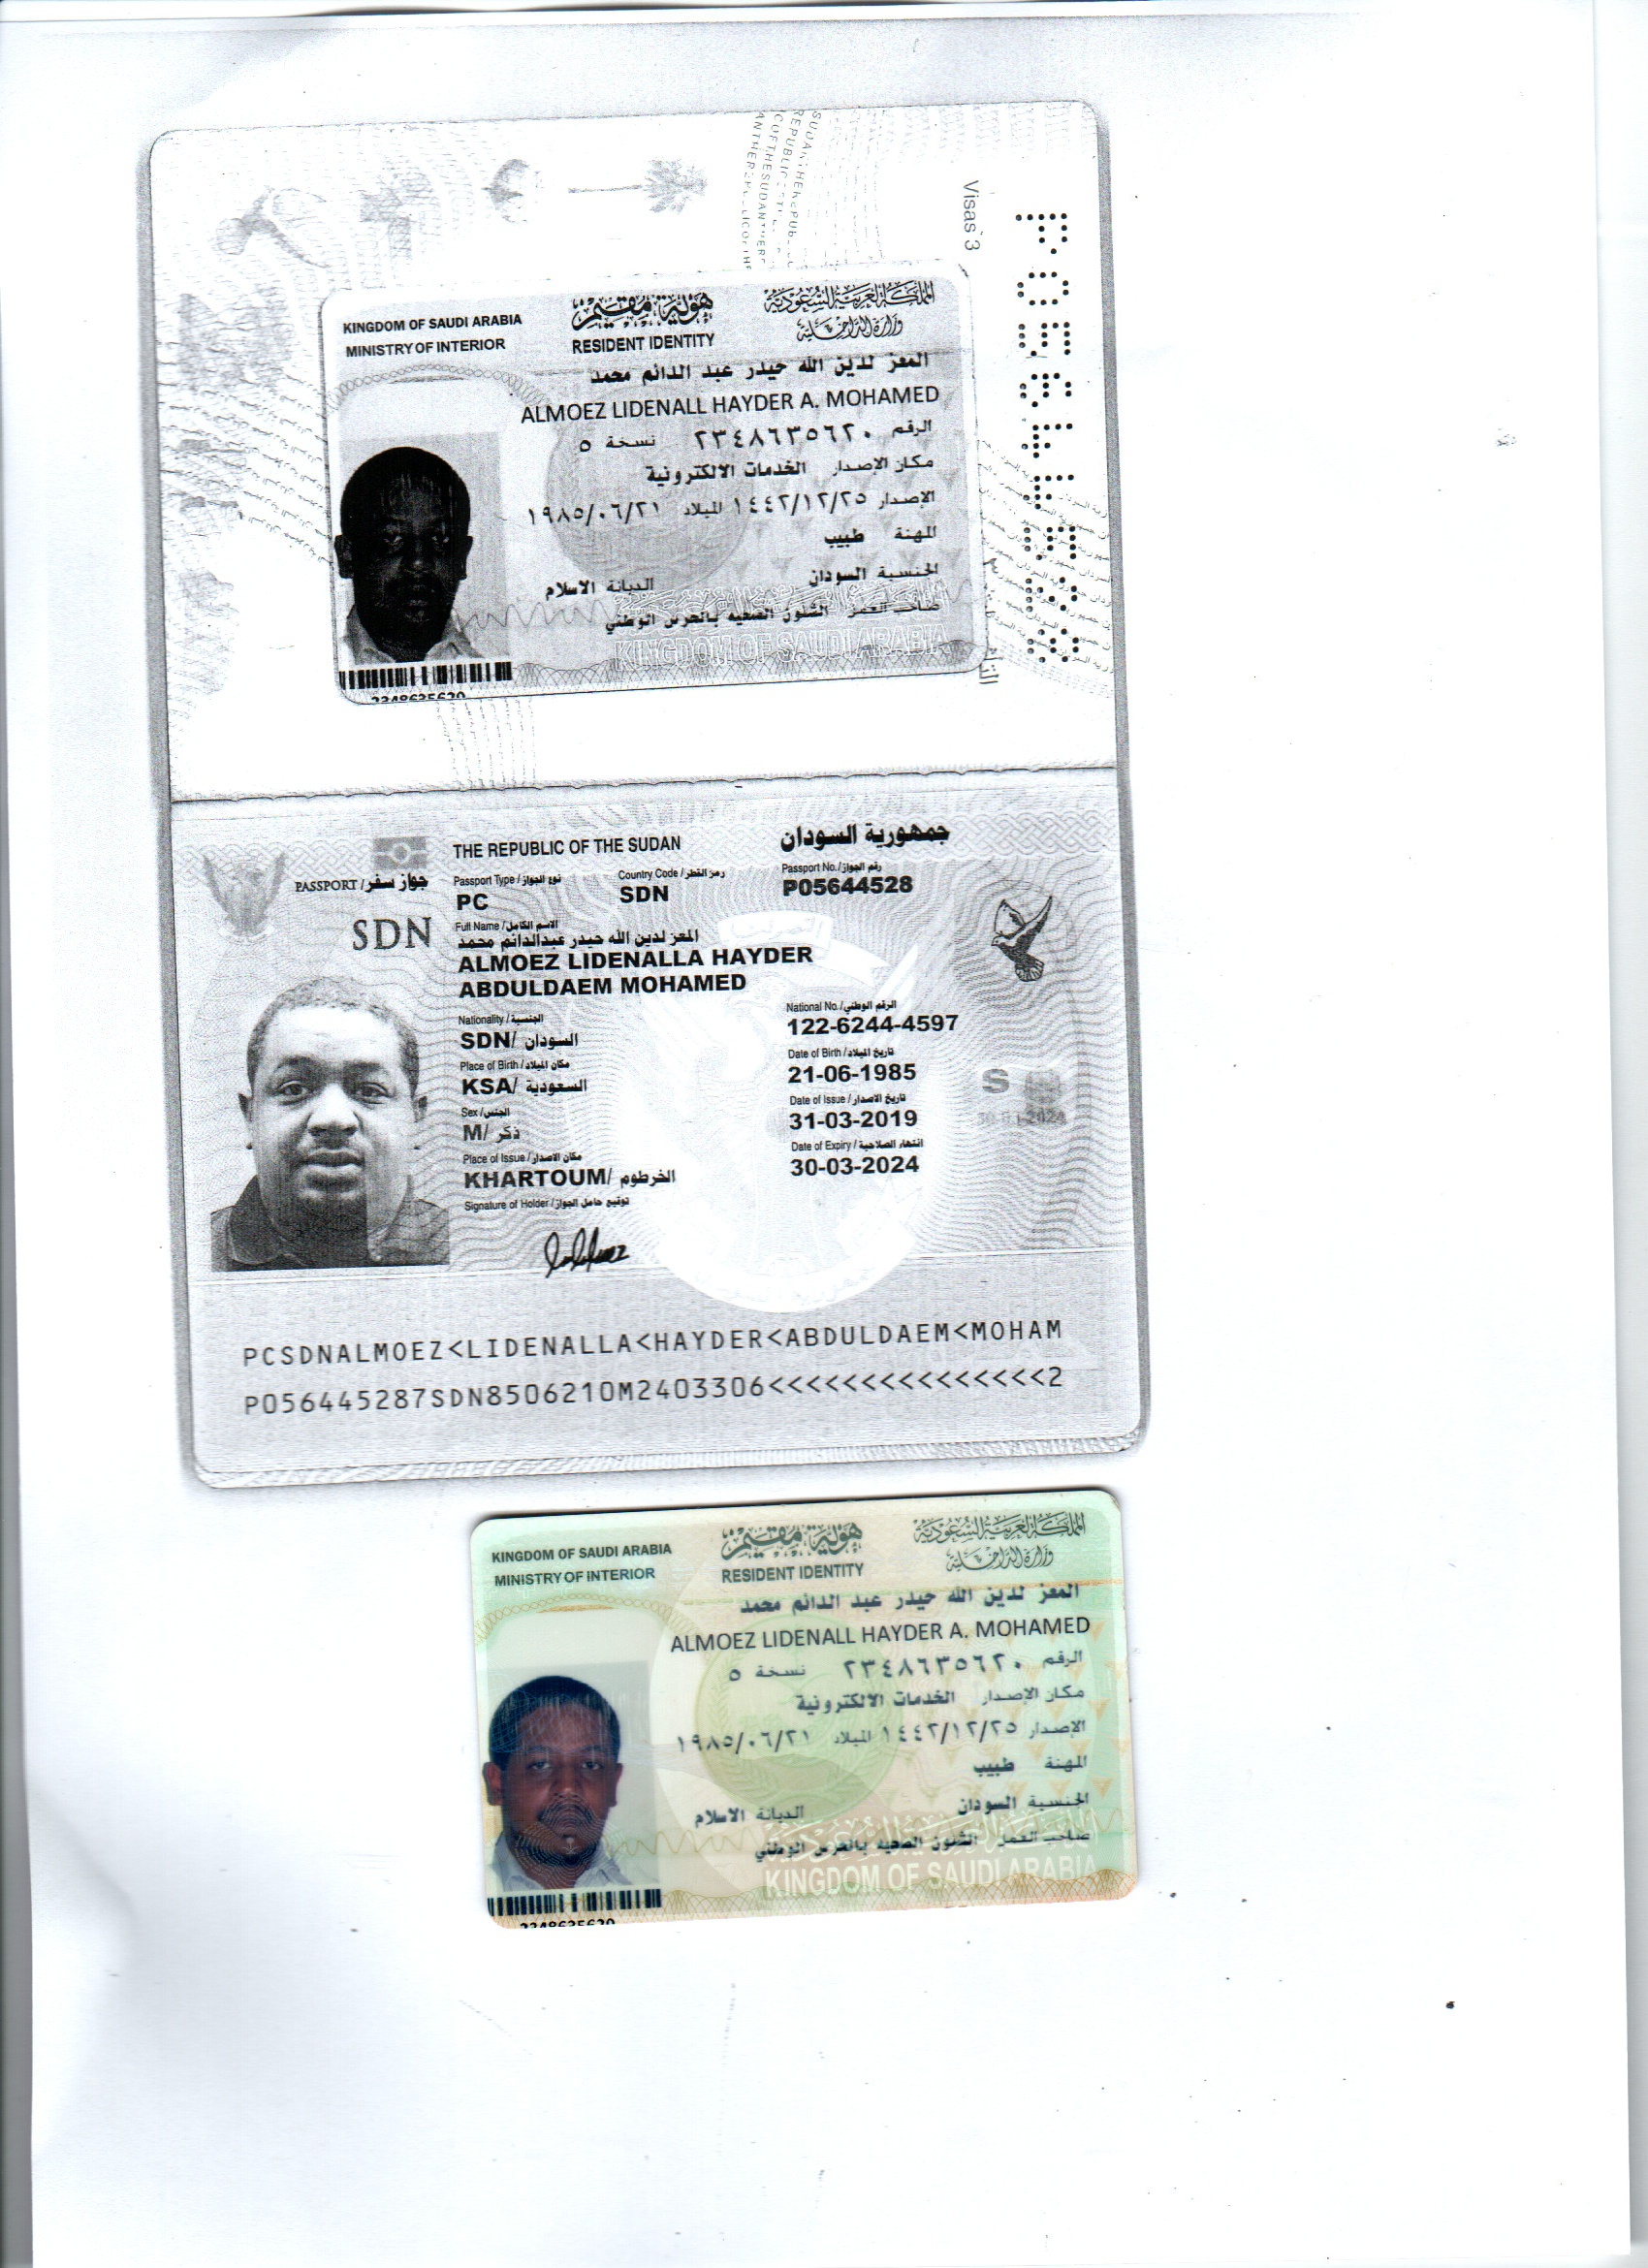 Visas 3
P05644528
KINGDOM OF SAUDI ARABIA
MINISTRY OF INTERIOR
هوية مقيم
RESIDENT IDENTITY
المملكة العربية السعودية
وزارة الداخلية
المعز لدين الله حيدر عبد الدائم محمد
ALMOEZ LIDENALL HAYDER A. MOHAMED
الرقم ٢٣٤٨٦٣٥٦٢٠ نسخة ٥
مكان الإصدار الخدمات الالكترونية
الإصدار ١٤٤٢/١٢/٢٥ الميلاد ١٩٨٥/٠٦/٢١
المهنة طبيب
الجنسية السودان الديانة الاسلام
صاحب العمل الشئون الصحيه بالحرس الوطني
KINGDOM OF SAUDI ARABIA
2348635620
THE REPUBLIC OF THE SUDAN
جمهورية السودان
PASSPORT / جواز سفر
SDN
Passport Type / نوع الجواز
PC
Country Code / رمز القطر
SDN
Passport No. / رقم الجواز
P05644528
Full Name / الاسم الكامل
المعز لدين الله حيدر عبدالدائم محمد
ALMOEZ LIDENALLA HAYDER
ABDULDAEM MOHAMED
Nationality / الجنسية
SDN/ السودان
National No. / الرقم الوطني
122-6244-4597
Place of Birth / مكان الميلاد
KSA/ السعودية
Date of Birth / تاريخ الميلاد
21-06-1985
Sex / الجنس
M/ ذكر
Date of Issue / تاريخ الاصدار
31-03-2019
Place of Issue / مكان الاصدار
KHARTOUM/ الخرطوم
Date of Expiry / انتهاء الصلاحية
30-03-2024
Signature of Holder / توقيع حامل الجواز
PCSDNALMOEZ<LIDENALLA<HAYDER<ABDULDAEM<MOHAM
P056445287SDN8506210M2403306<<<<<<<<<<<<<<<2
KINGDOM OF SAUDI ARABIA
MINISTRY OF INTERIOR
هوية مقيم
RESIDENT IDENTITY
المملكة العربية السعودية
وزارة الداخلية
المعز لدين الله حيدر عبد الدائم محمد
ALMOEZ LIDENALL HAYDER A. MOHAMED
الرقم ٢٣٤٨٦٣٥٦٢٠ نسخة ٥
مكان الإصدار الخدمات الالكترونية
الإصدار ١٤٤٢/١٢/٢٥ الميلاد ١٩٨٥/٠٦/٢١
المهنة طبيب
الجنسية السودان الديانة الاسلام
صاحب العمل الشئون الصحيه بالحرس الوطني
KINGDOM OF SAUDI ARABIA
2348635620